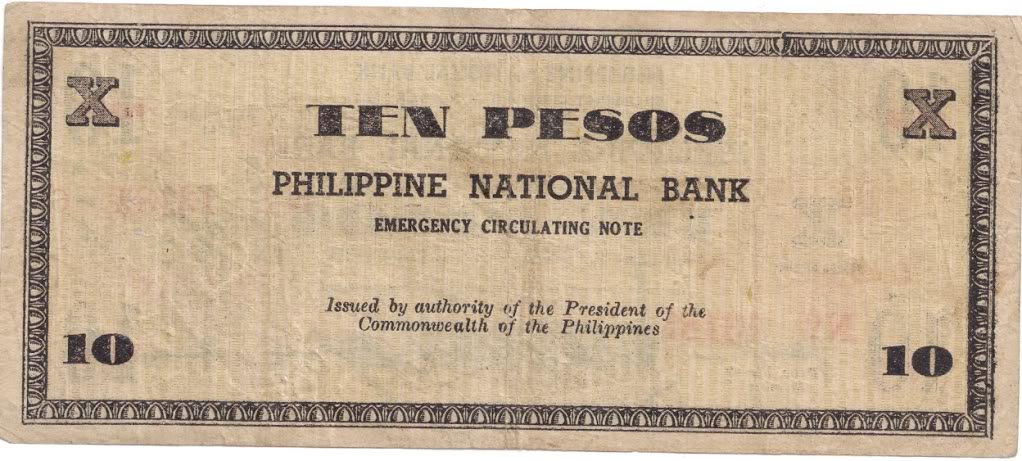 X X
TEN PESOS
PHILIPPINE NATIONAL BANK
EMERGENCY CIRCULATING NOTE
Issued by authority of the President of the
Commonwealth of the Philippines
10 10